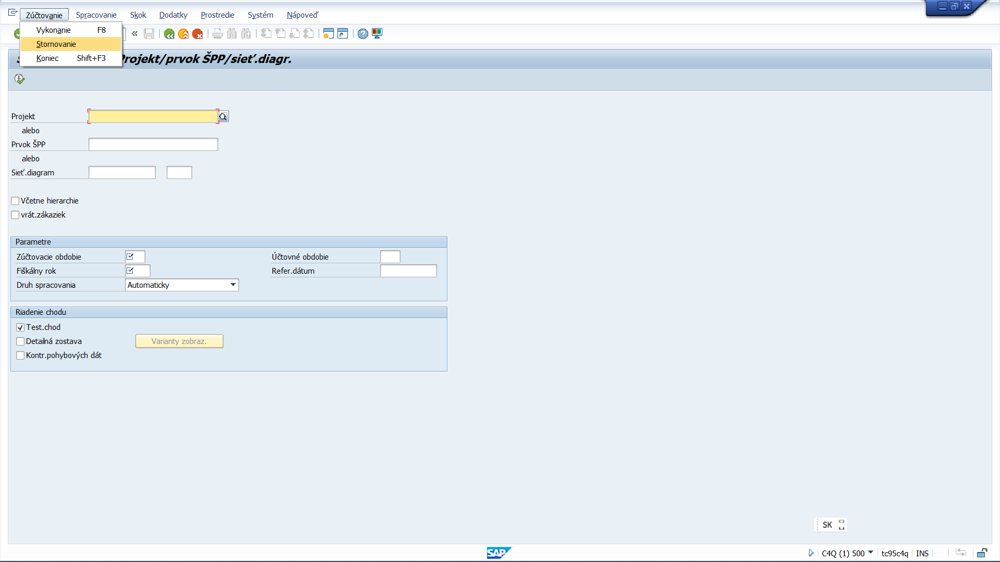 Zúčtovanie Spracovanie Skok Dodatky Prostredie Systém Nápoveď
Vykonanie F8
Stornovanie
Koniec Shift+F3
Projekt/prvok ŠPP/sieť.diagr.
Projekt
alebo
Prvok ŠPP
alebo
Sieť.diagram
Včetne hierarchie
vrát.zákaziek
Parametre
Zúčtovacie obdobie Účtovné obdobie
Fiškálny rok Refer.dátum
Druh spracovania Automaticky
Riadenie chodu
Test.chod
Detailná zostava Varianty zobraz.
Kontr.pohybových dát
SK
SAP C4Q (1) 500 tc95c4q INS